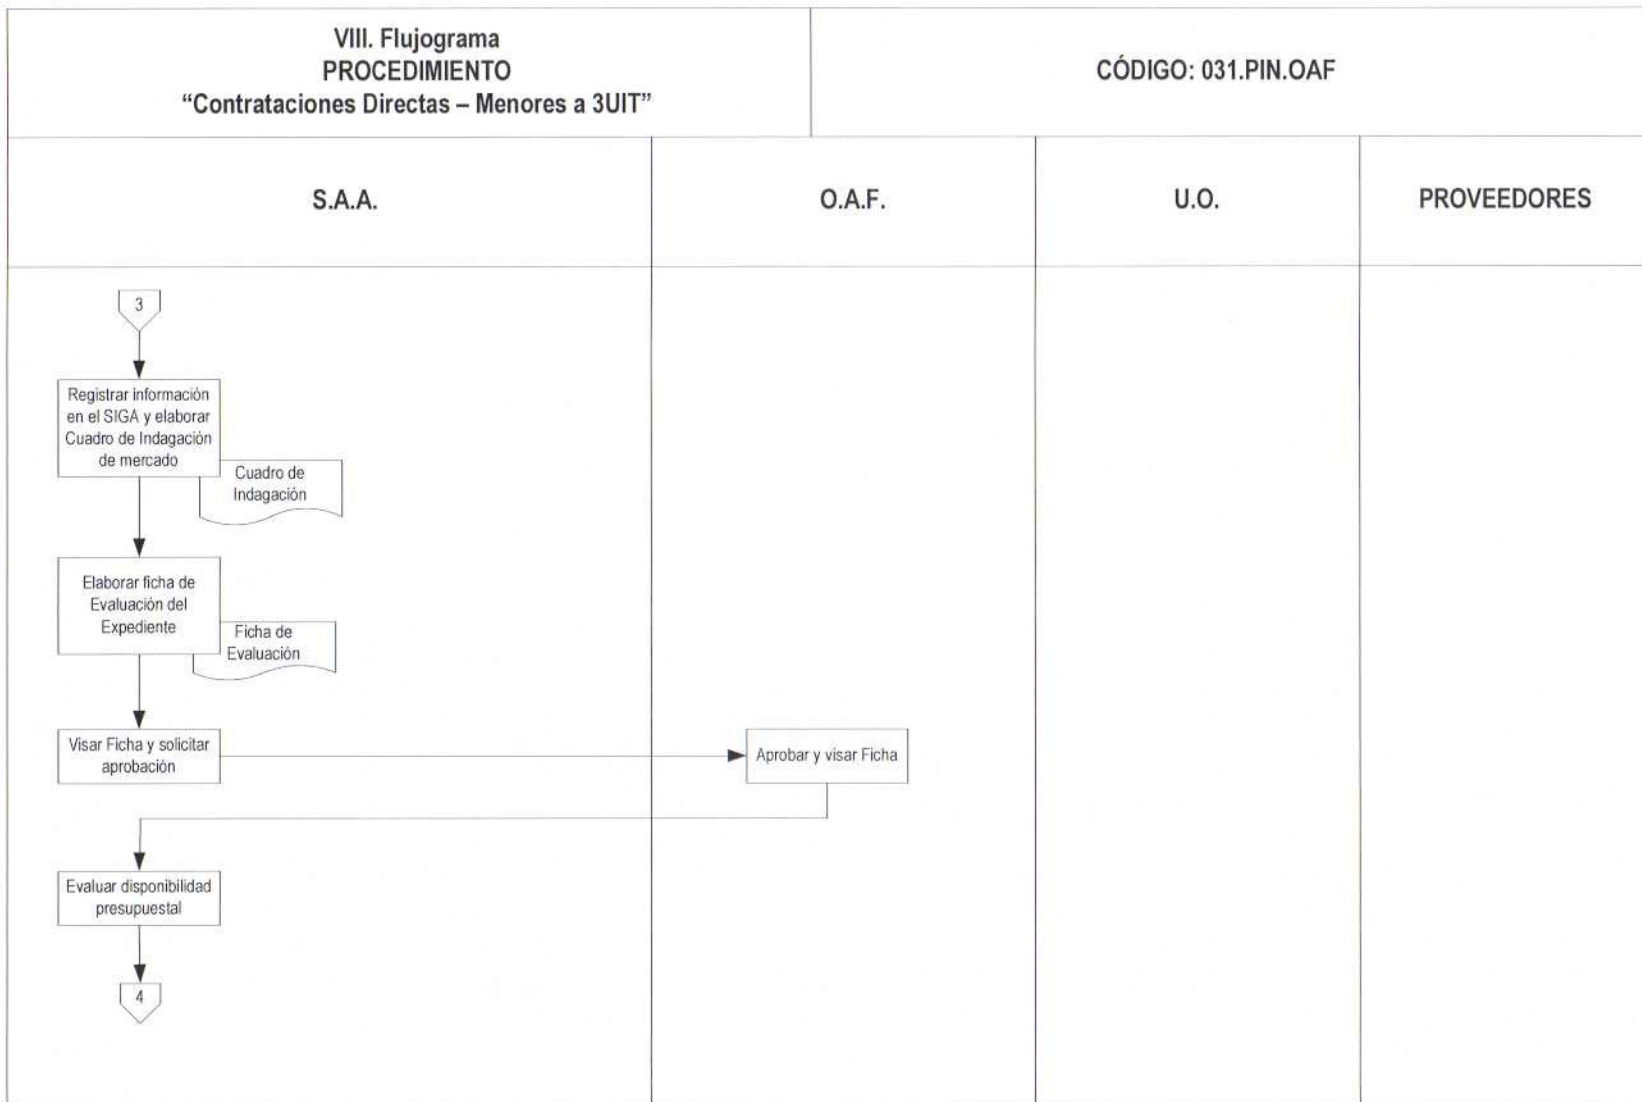 VIII. Flujograma
PROCEDIMIENTO
“Contrataciones Directas – Menores a 3UIT”
CÓDIGO: 031.PIN.OAF
S.A.A.
O.A.F.
U.O.
PROVEEDORES
3
Registrar información
en el SIGA y elaborar
Cuadro de Indagación
de mercado
Cuadro de
Indagación
Elaborar ficha de
Evaluación del
Expediente
Ficha de
Evaluación
Visar Ficha y solicitar
aprobación
Aprobar y visar Ficha
Evaluar disponibilidad
presupuestal
4